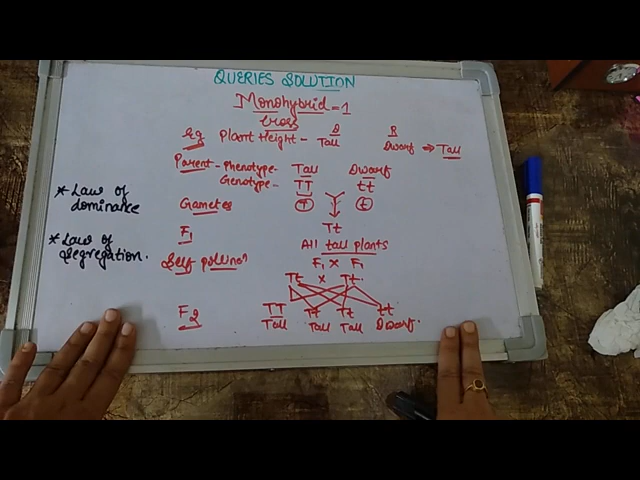 QUERIES SOLUTION
Monohybrid = 1
Cross
Eg Plant Height - D Tall R Dwarf ⇒ Tall
Parent - Phenotype - Tall Dwarf
Genotype - TT tt
Gametes T t
Tt
F1 All tall plants
Self pollinⁿ F1 × F1
Tt × Tt
F2 TT Tt Tt tt
Tall Tall Tall Dwarf
* Law of
dominance
* Law of
Segregation.